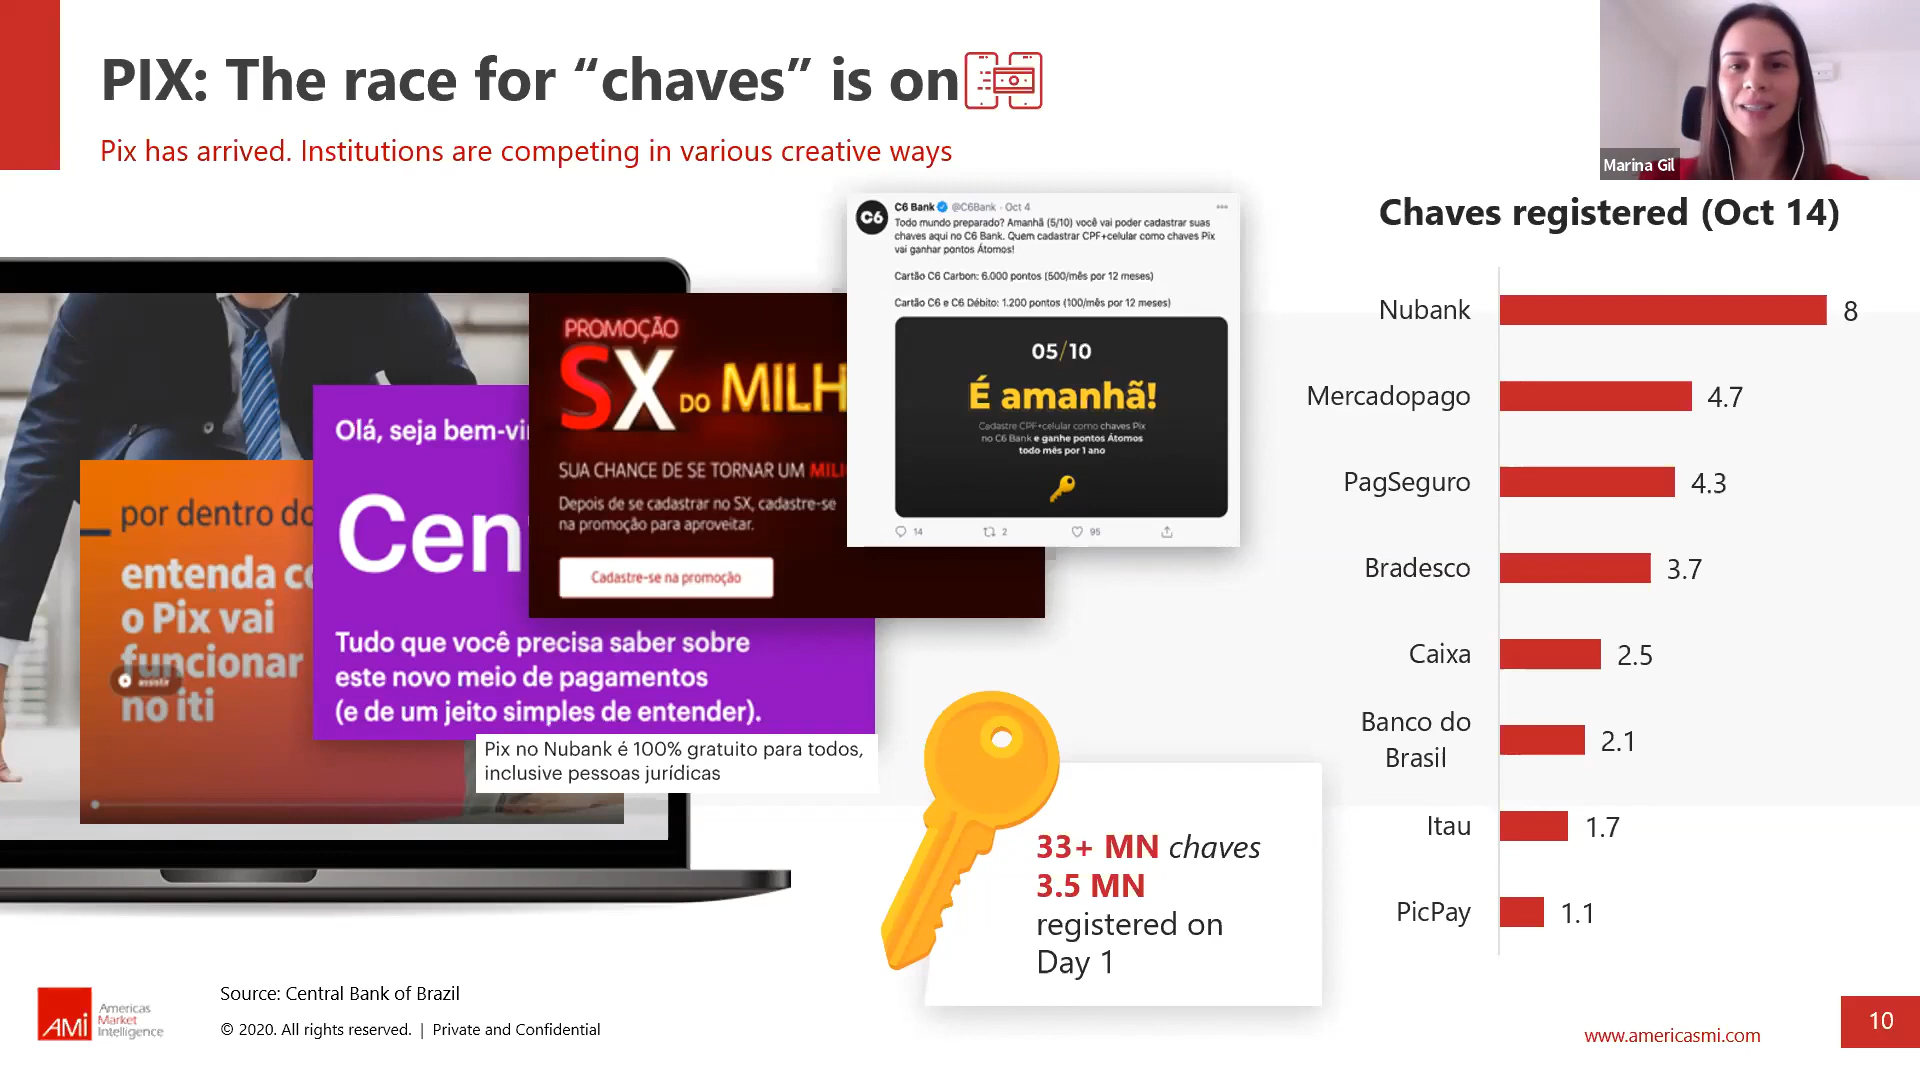 PIX: The race for “chaves” is on
Pix has arrived. Institutions are competing in various creative ways
Marina Gil
C6 Bank @C6Bank · Oct 4
C6
Todo mundo preparado? Amanhã (5/10) você vai poder cadastrar suas
chaves aqui no C6 Bank. Quem cadastrar CPF+celular como chaves Pix
vai ganhar pontos Átomos!
Cartão C6 Carbon: 6.000 pontos (500/mês por 12 meses)
Cartão C6 e C6 Débito: 1.200 pontos (100/mês por 12 meses)
05/10
É amanhã!
Cadastre CPF+celular como chaves Pix
no C6 Bank e ganhe pontos Átomos
todo mês por 1 ano
14 2 95
PROMOÇÃO
SX DO MILH
SUA CHANCE DE SE TORNAR UM MILI
Depois de se cadastrar no SX, cadastre-se
na promoção para aproveitar.
Cadastre-se na promoção
Olá, seja bem-vi
Cen
Tudo que você precisa saber sobre
este novo meio de pagamentos
(e de um jeito simples de entender).
Pix no Nubank é 100% gratuito para todos,
inclusive pessoas jurídicas
por dentro do
entenda co
o Pix vai
funcionar
assistir
no iti
33+ MN chaves
3.5 MN
registered on
Day 1
Chaves registered (Oct 14)
Nubank 8
Mercadopago 4.7
PagSeguro 4.3
Bradesco 3.7
Caixa 2.5
Banco do
Brasil 2.1
Itau 1.7
PicPay 1.1
AMI Americas
Market
Intelligence
Source: Central Bank of Brazil
© 2020. All rights reserved. | Private and Confidential
www.americasmi.com
10